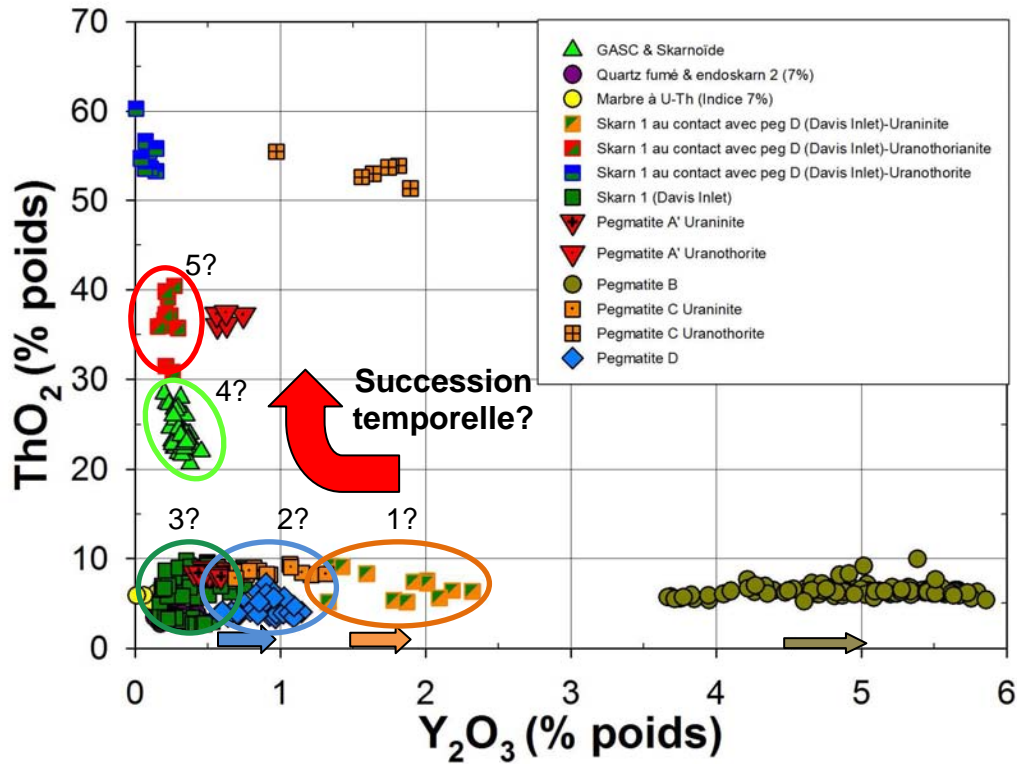 70
60
50
40
30
20
10
0
ThO2 (% poids)
GASC & Skarnoïde
Quartz fumé & endoskarn 2 (7%)
Marbre à U-Th (Indice 7%)
Skarn 1 au contact avec peg D (Davis Inlet)-Uraninite
Skarn 1 au contact avec peg D (Davis Inlet)-Uranothorianite
Skarn 1 au contact avec peg D (Davis Inlet)-Uranothorite
Skarn 1 (Davis Inlet)
Pegmatite A' Uraninite
Pegmatite A' Uranothorite
Pegmatite B
Pegmatite C Uraninite
Pegmatite C Uranothorite
Pegmatite D
5?
4?
Succession
temporelle?
3?
2?
1?
0
1
2
3
4
5
6
Y2O3 (% poids)